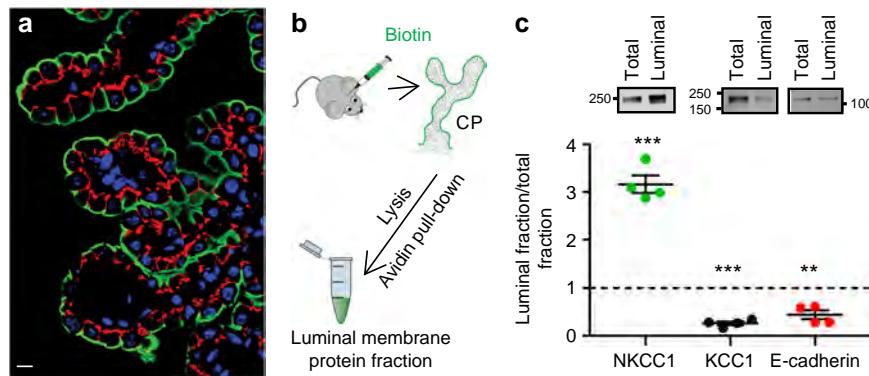 a
b
Biotin
CP
Lysis
Avidin pull-down
Luminal membrane
protein fraction
c
Total
Luminal
Total
Luminal
Total
Luminal
250
250
150
100
Luminal fraction/total
fraction
4
3
2
1
0
***
***
**
NKCC1
KCC1
E-cadherin